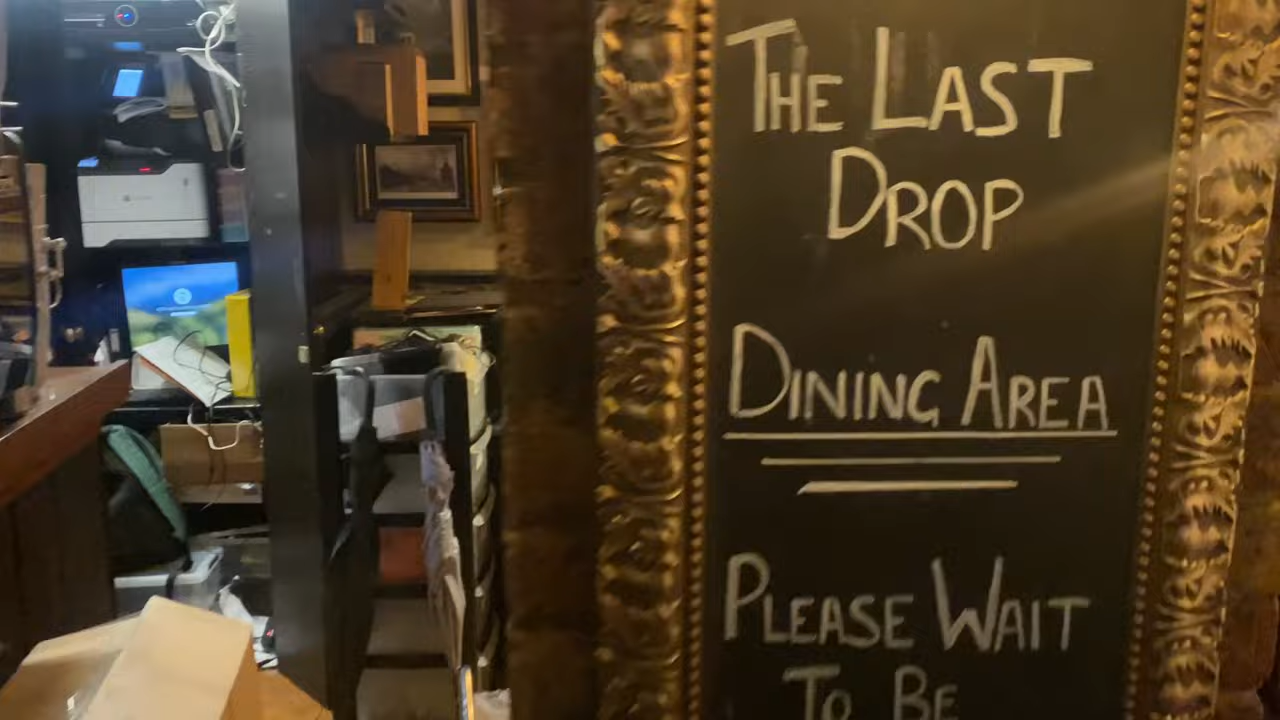 THE LAST
DROP
DINING AREA
PLEASE WAIT
TO BE